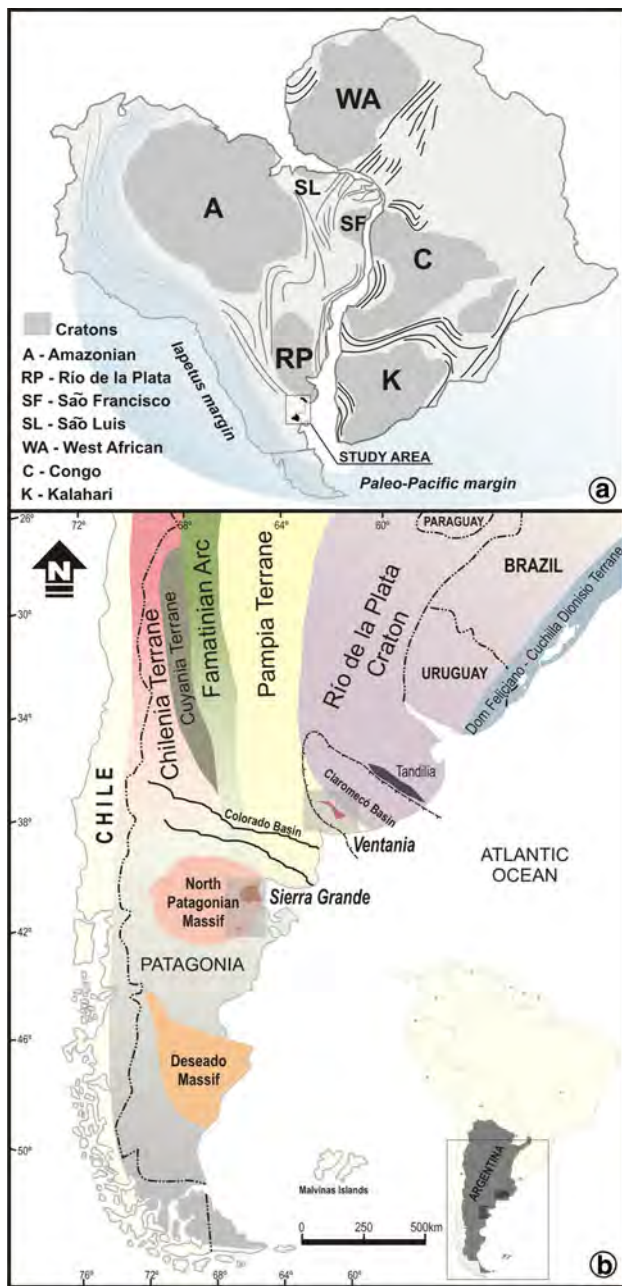 WA
A
SL
SF
C
RP
K
Cratons
A - Amazonian
RP - Río de la Plata
SF - São Francisco
SL - São Luis
WA - West African
C - Congo
K - Kalahari
Iapetus margin
STUDY AREA
Paleo-Pacific margin
a
72° 68° 64° 60°
26°
30°
34°
38°
42°
46°
50°
N
PARAGUAY
BRAZIL
URUGUAY
Chilenia Terrane
Cuyania Terrane
Famatinian Arc
Pampia Terrane
Río de la Plata
Craton
Dom Feliciano - Cuchilla Dionisio Terrane
CHILE
Tandilia
Claromecó Basin
Colorado Basin
Ventania
ATLANTIC
OCEAN
North
Patagonian
Massif
Sierra Grande
PATAGONIA
Deseado
Massif
Malvinas Islands
0 250 500km
ARGENTINA
76° 72° 68° 64° 60°
b